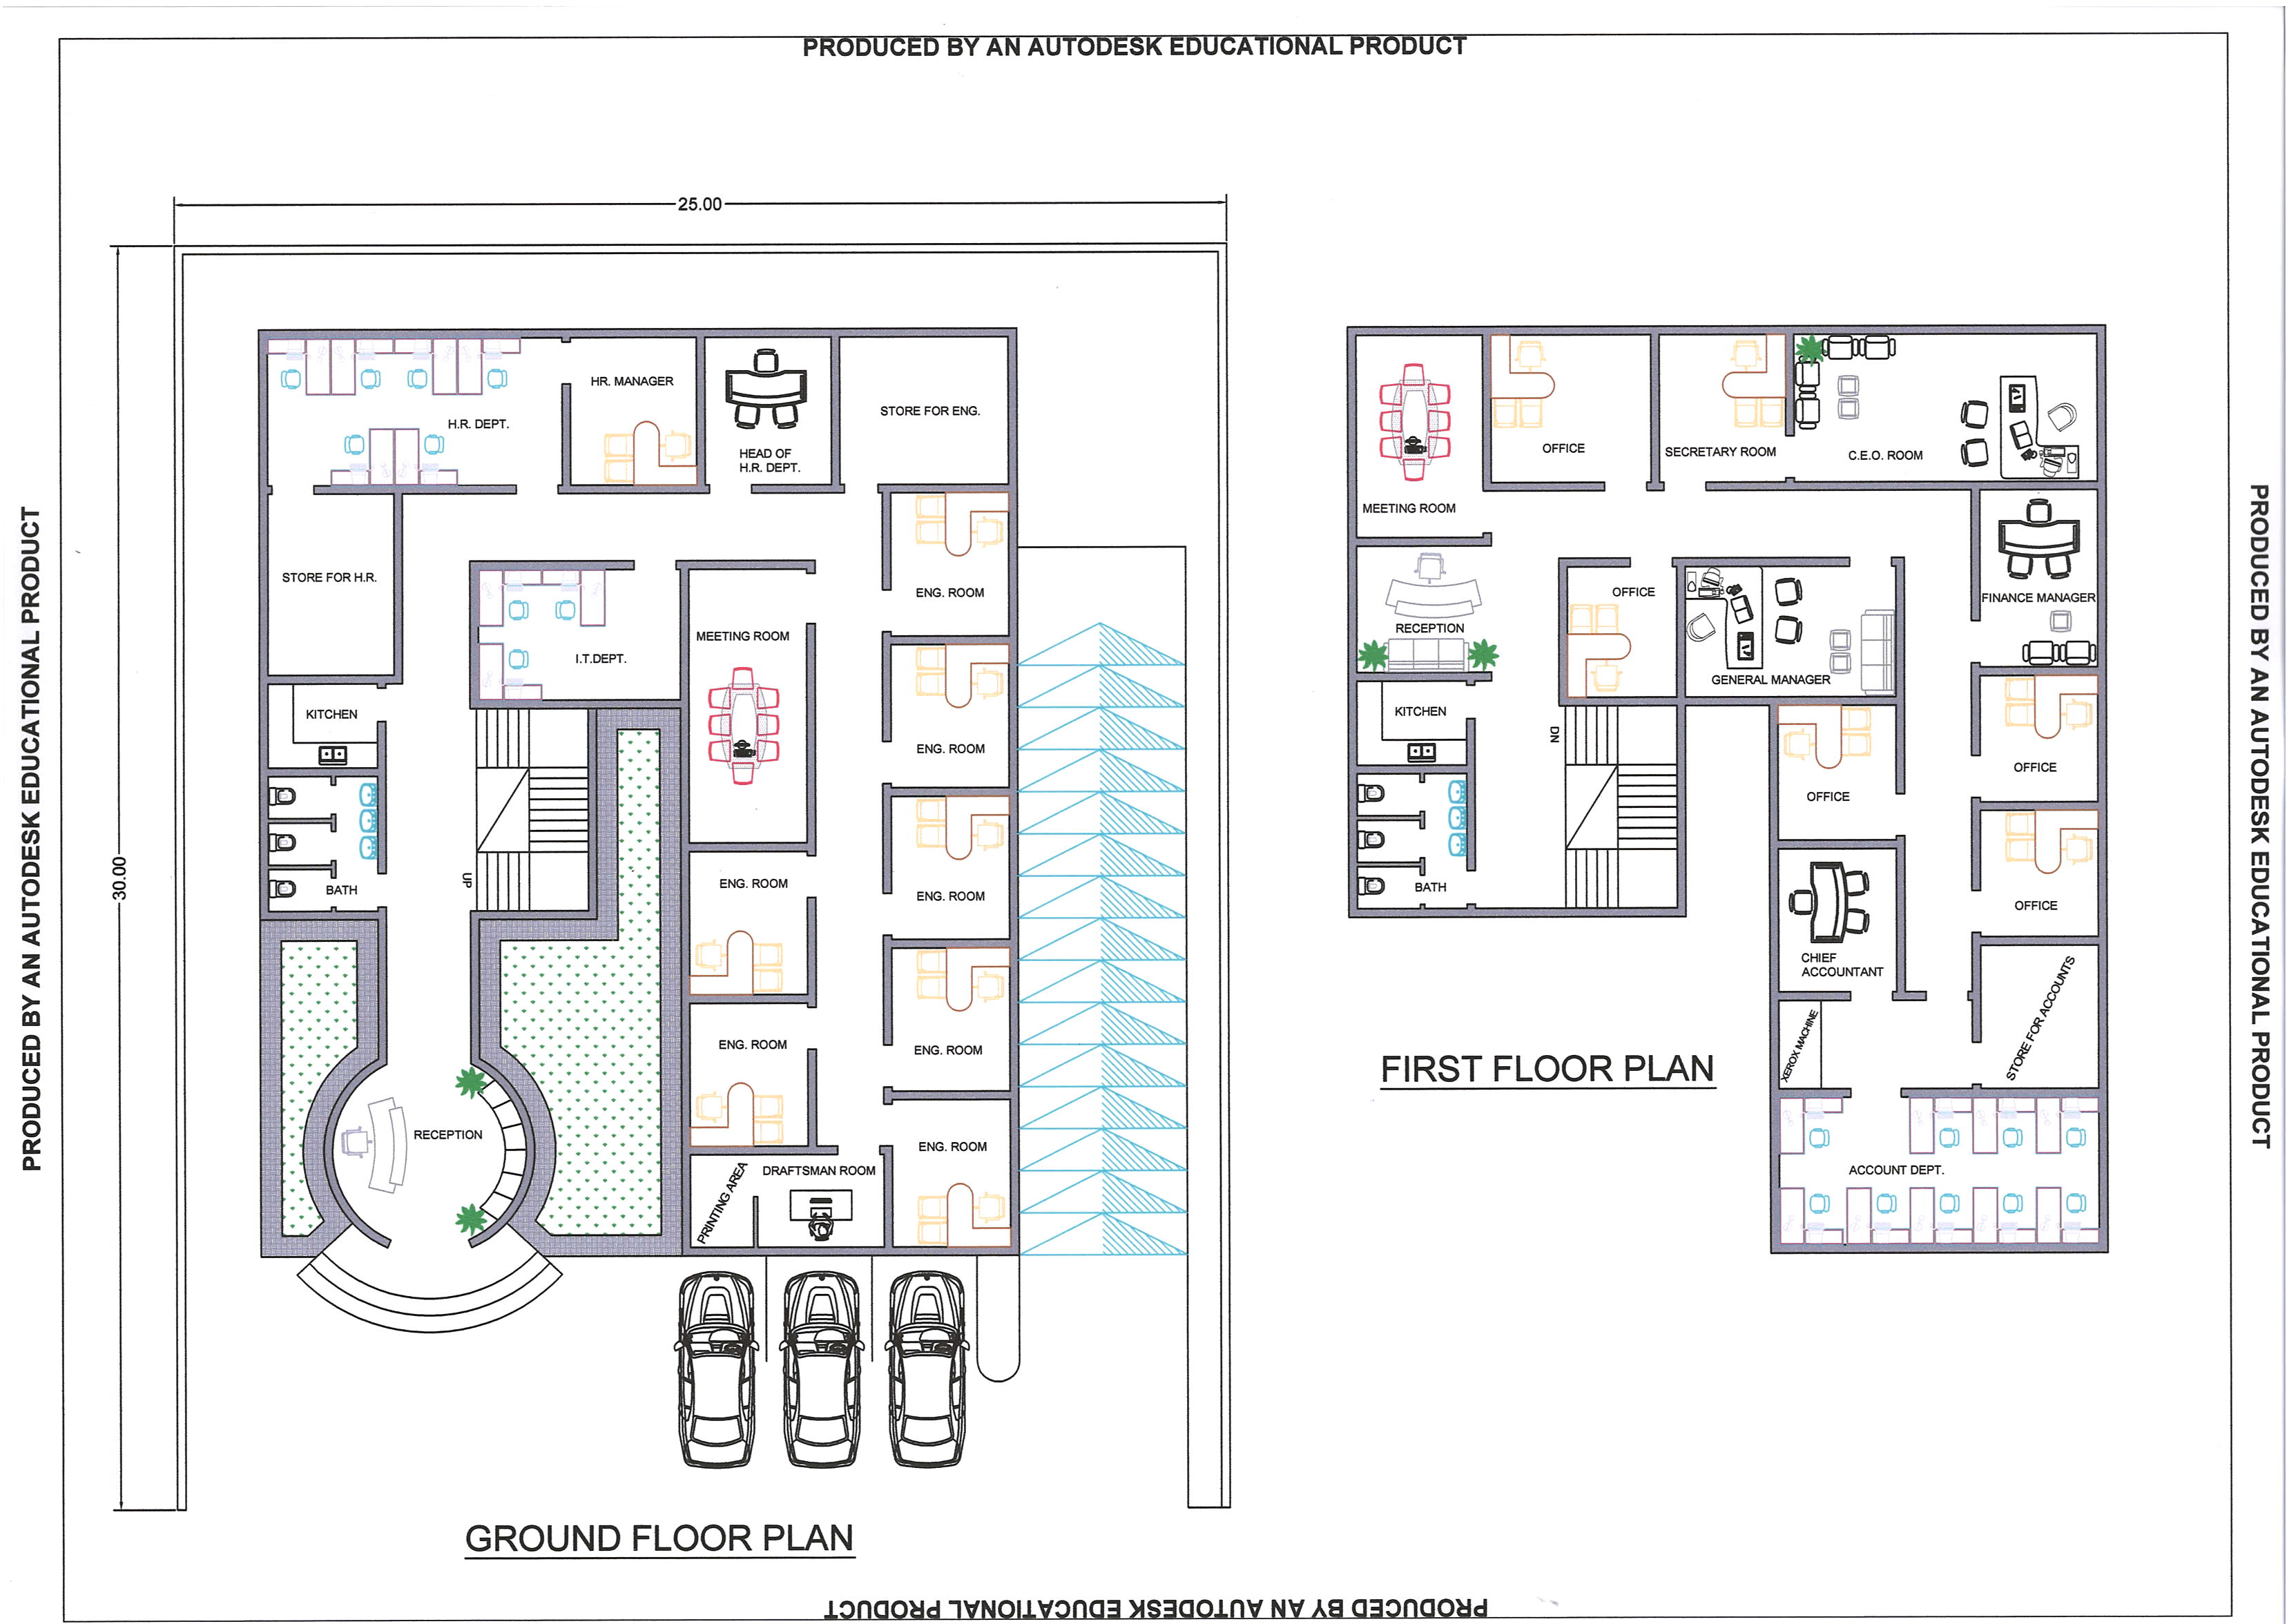 PRODUCED BY AN AUTODESK EDUCATIONAL PRODUCT
PRODUCED BY AN AUTODESK EDUCATIONAL PRODUCT
25.00
30.00
H.R. DEPT.
HR. MANAGER
HEAD OF
H.R. DEPT.
STORE FOR ENG.
STORE FOR H.R.
I.T.DEPT.
MEETING ROOM
ENG. ROOM
KITCHEN
ENG. ROOM
BATH
UP
ENG. ROOM
ENG. ROOM
ENG. ROOM
ENG. ROOM
RECEPTION
ENG. ROOM
PRINTING AREA
DRAFTSMAN ROOM
GROUND FLOOR PLAN
MEETING ROOM
OFFICE
SECRETARY ROOM
C.E.O. ROOM
RECEPTION
OFFICE
GENERAL MANAGER
FINANCE MANAGER
KITCHEN
DN
OFFICE
OFFICE
BATH
OFFICE
CHIEF
ACCOUNTANT
XEROX MACHINE
STORE FOR ACCOUNTS
ACCOUNT DEPT.
FIRST FLOOR PLAN
PRODUCED BY AN AUTODESK EDUCATIONAL PRODUCT
PRODUCED BY AN AUTODESK EDUCATIONAL PRODUCT